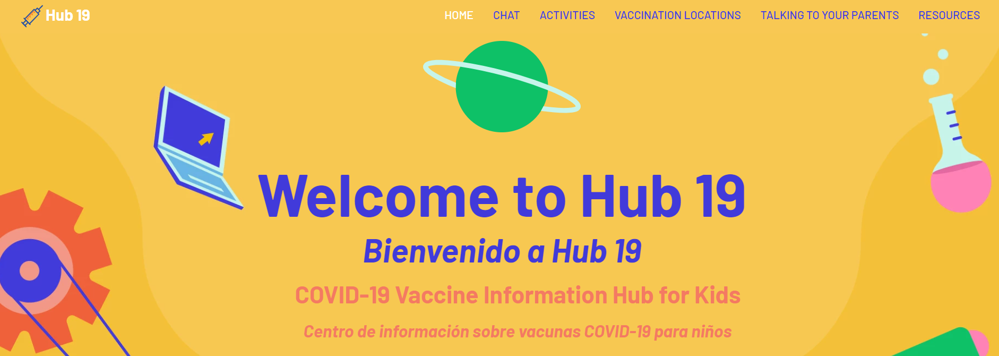 Hub 19
HOME CHAT ACTIVITIES VACCINATION LOCATIONS TALKING TO YOUR PARENTS RESOURCES
Welcome to Hub 19
Bienvenido a Hub 19
COVID-19 Vaccine Information Hub for Kids
Centro de información sobre vacunas COVID-19 para niños